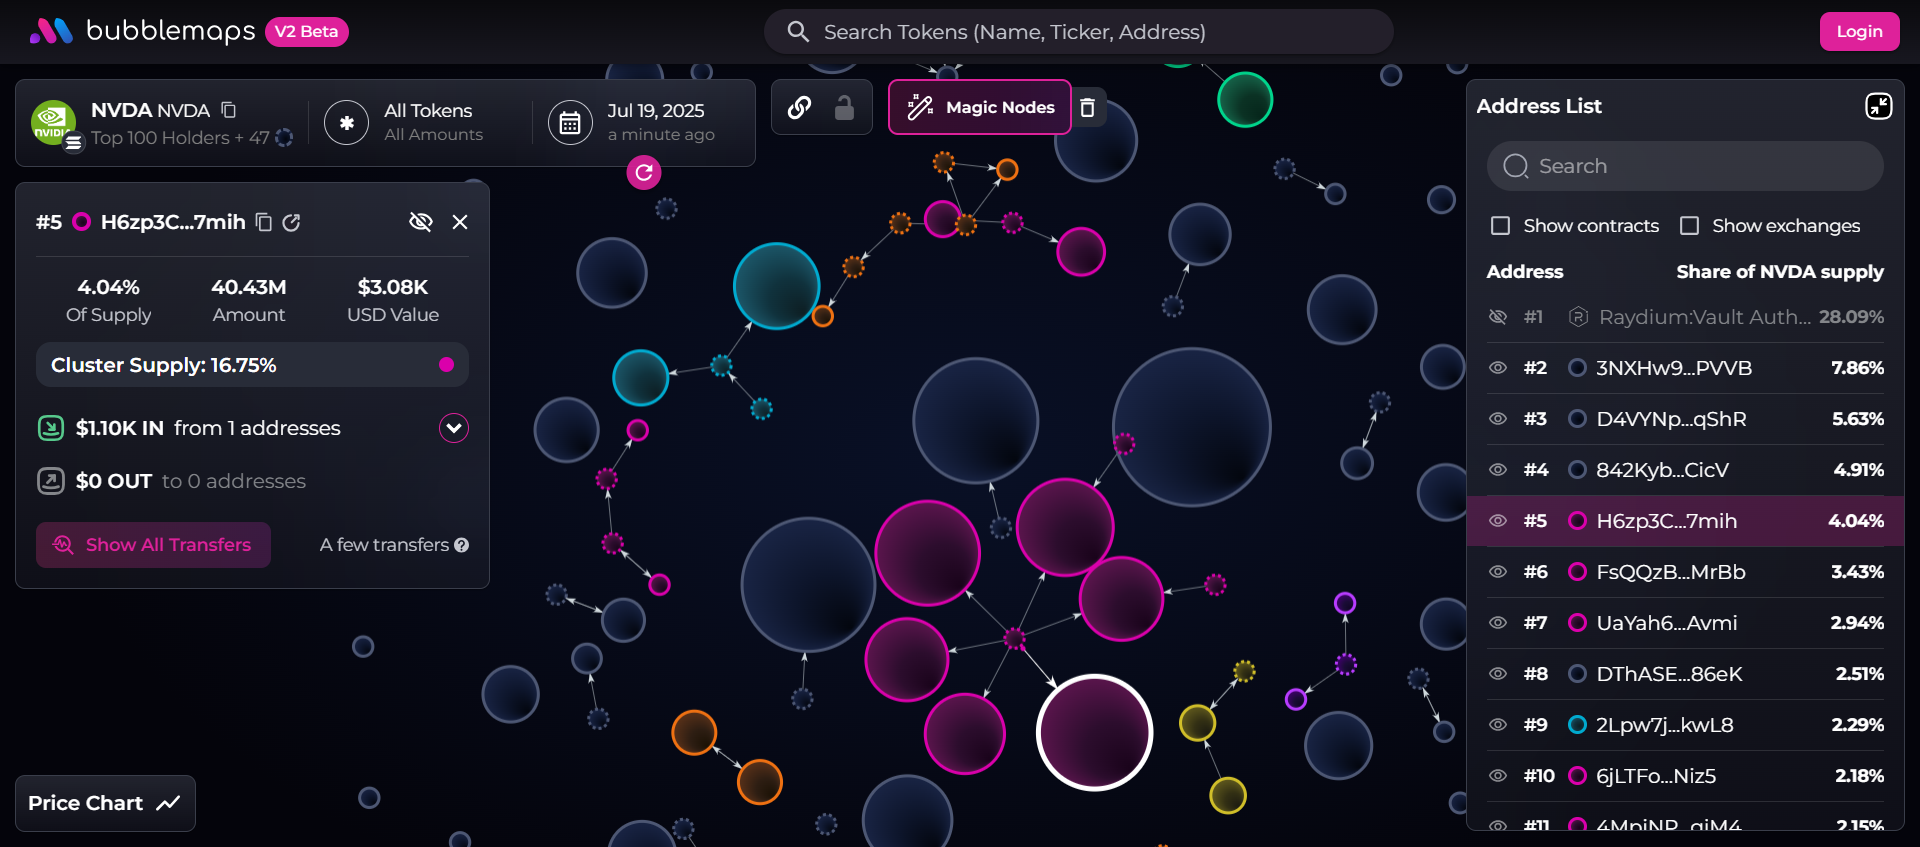 bubblemaps V2 Beta
Search Tokens (Name, Ticker, Address)
Login
NVDA NVDA
Top 100 Holders + 47
All Tokens
All Amounts
Jul 19, 2025
a minute ago
Magic Nodes
#5 H6zp3C...7mih
4.04% 40.43M $3.08K
Of Supply Amount USD Value
Cluster Supply: 16.75%
$1.10K IN from 1 addresses
$0 OUT to 0 addresses
Show All Transfers A few transfers
Price Chart
Address List
Search
Show contracts Show exchanges
Address Share of NVDA supply
#1 Raydium:Vault Auth... 28.09%
#2 3NXHw9...PVVB 7.86%
#3 D4VYNp...qShR 5.63%
#4 842Kyb...CicV 4.91%
#5 H6zp3C...7mih 4.04%
#6 FsQQzB...MrBb 3.43%
#7 UaYah6...Avmi 2.94%
#8 DThASE...86eK 2.51%
#9 2Lpw7j...kwL8 2.29%
#10 6jLTFo...Niz5 2.18%
#11 2.15%